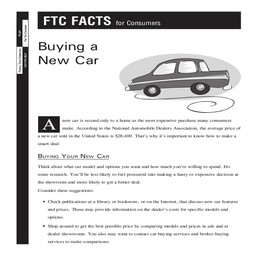 FTC FACTS for Consumers
Buying a
New Car
A new car is second only to a home as the most expensive purchase many consumers
make. According to the National Automobile Dealers Association, the average price of
a new car sold in the United States is $28,400. That's why it's important to know how to make a
smart deal.
BUYING YOUR NEW CAR
Think about what car model and options you want and how much you're willing to spend. Do
some research. You'll be less likely to feel pressured into making a hasty or expensive decision at
the showroom and more likely to get a better deal.
Consider these suggestions:
• Check publications at a library or bookstore, or on the Internet, that discuss new car features
and prices. These may provide information on the dealer's costs for specific models and
options.
• Shop around to get the best possible price by comparing models and prices in ads and at
dealer showrooms. You also may want to contact car-buying services and broker-buying
services to make comparisons.